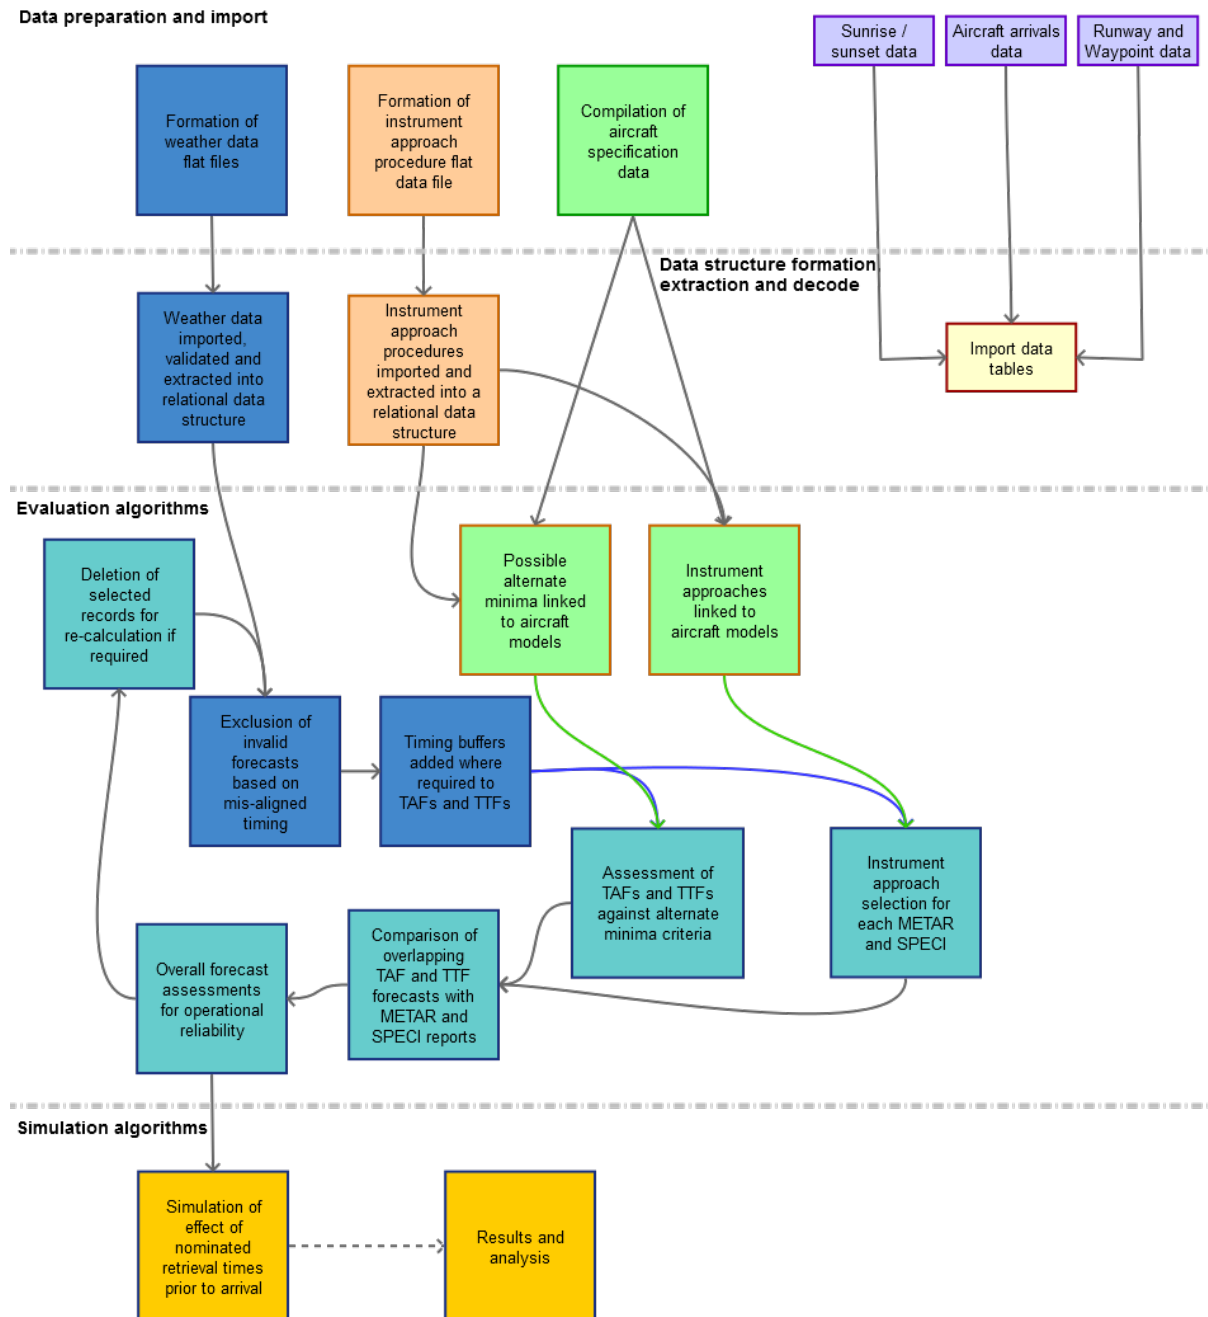 Data preparation and import
Sunrise /
sunset data
Aircraft arrivals
data
Runway and
Waypoint data
Formation of
weather data
flat files
Formation of
instrument
approach
procedure flat
data file
Compilation of
aircraft
specification
data
Data structure formation,
extraction and decode
Weather data
imported,
validated and
extracted into
relational data
structure
Instrument
approach
procedures
imported and
extracted into a
relational data
structure
Import data
tables
Evaluation algorithms
Deletion of
selected
records for
re-calculation if
required
Possible
alternate
minima linked
to aircraft
models
Instrument
approaches
linked to
aircraft models
Exclusion of
invalid
forecasts
based on
mis-aligned
timing
Timing buffers
added where
required to
TAFs and TTFs
Assessment of
TAFs and TTFs
against alternate
minima criteria
Instrument
approach
selection for
each METAR
and SPECI
Overall forecast
assessments
for operational
reliability
Comparison of
overlapping
TAF and TTF
forecasts with
METAR and
SPECI reports
Simulation algorithms
Simulation of
effect of
nominated
retrieval times
prior to arrival
Results and
analysis